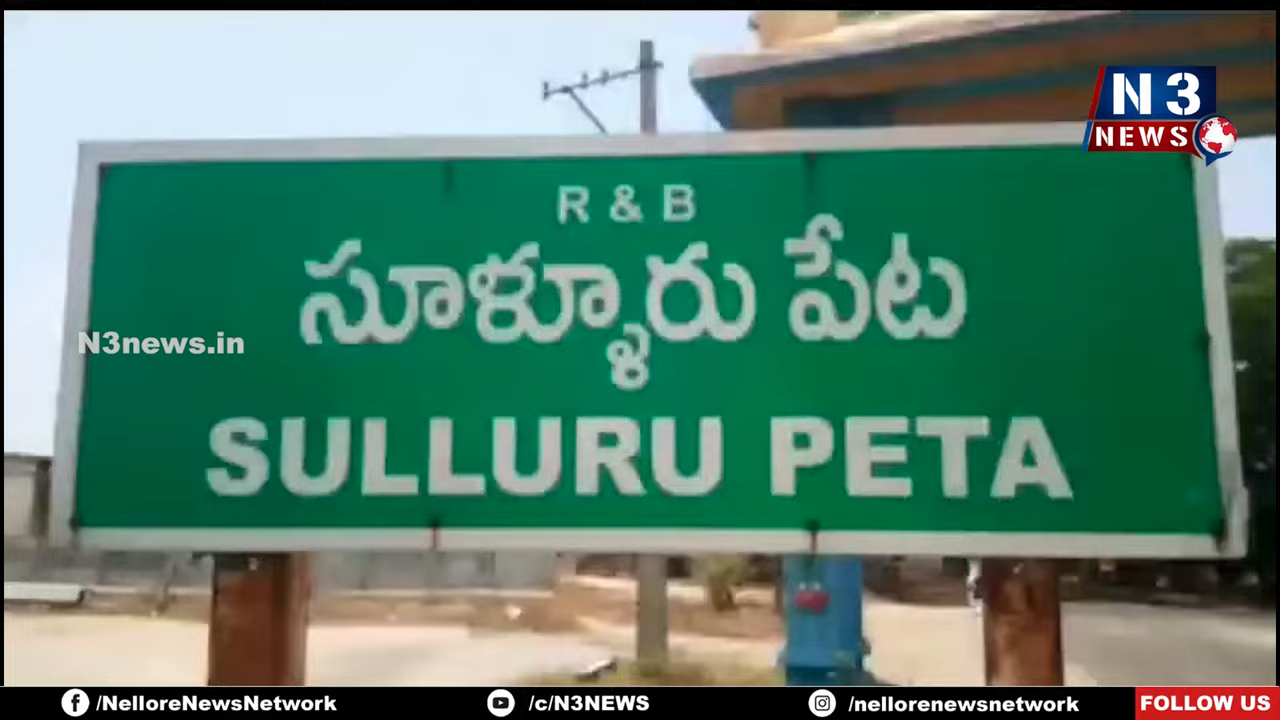 N3
NEWS
R & B
సూళ్ళూరు పేట
N3news.in
SULLURU PETA
/NelloreNewsNetwork
/c/N3NEWS
/nellorenewsnetwork
FOLLOW US